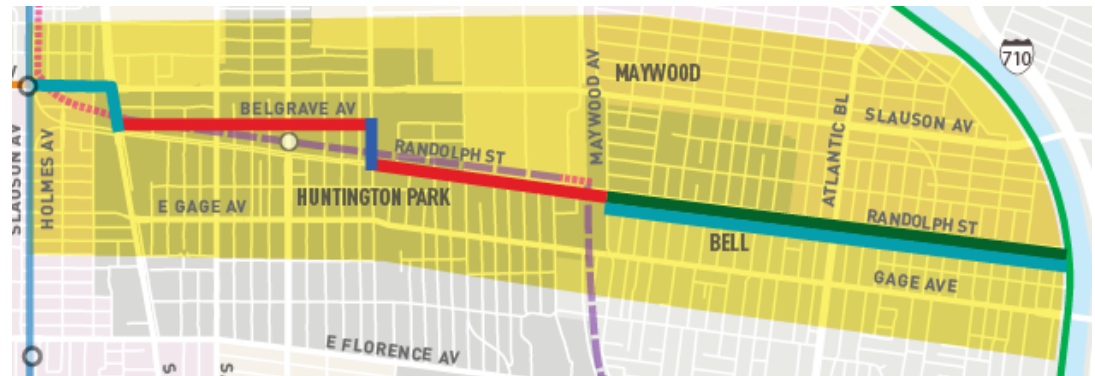 710
MAYWOOD
BELGRAVE AV
SLAUSON AV
MAYWOOD AV
ATLANTIC BL
RANDOLPH ST
SLAUSON AV
HOLMES AV
HUNTINGTON PARK
E GAGE AV
RANDOLPH ST
BELL
GAGE AVE
E FLORENCE AV
S
S